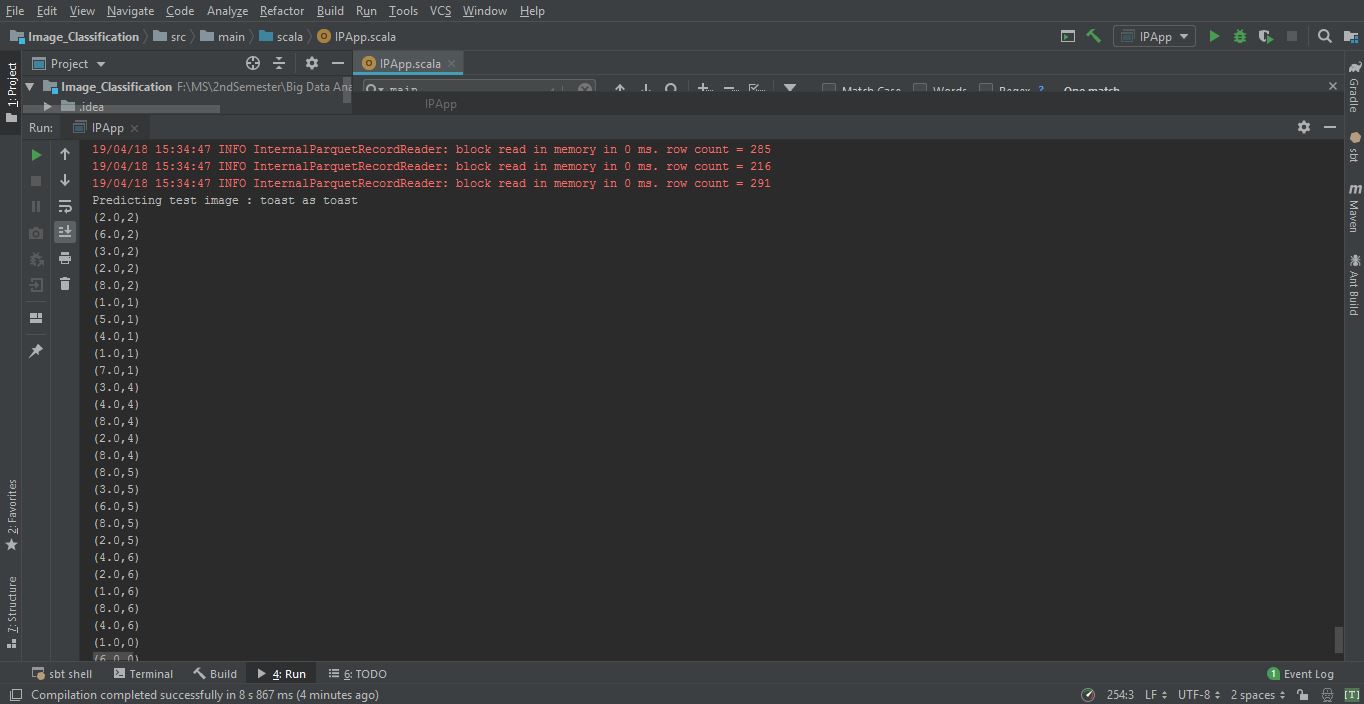 File Edit View Navigate Code Analyze Refactor Build Run Tools VCS Window Help
Image_Classification src main scala IPApp.scala IPApp
1: Project
Project IPApp.scala
Image_Classification F:\MS\2ndSemester\Big Data Ana
main Match Case Words Regex ? One match
.idea
IPApp
Run: IPApp
19/04/18 15:34:47 INFO InternalParquetRecordReader: block read in memory in 0 ms. row count = 285
19/04/18 15:34:47 INFO InternalParquetRecordReader: block read in memory in 0 ms. row count = 216
19/04/18 15:34:47 INFO InternalParquetRecordReader: block read in memory in 0 ms. row count = 291
Predicting test image : toast as toast
(2.0,2)
(6.0,2)
(3.0,2)
(2.0,2)
(8.0,2)
(1.0,1)
(5.0,1)
(4.0,1)
(1.0,1)
(7.0,1)
(3.0,4)
(4.0,4)
(8.0,4)
(2.0,4)
(8.0,4)
(8.0,5)
(3.0,5)
(6.0,5)
(8.0,5)
(2.0,5)
(4.0,6)
(2.0,6)
(1.0,6)
(8.0,6)
(4.0,6)
(1.0,0)
(6.0,0)
2: Favorites
7: Structure
Gradle
sbt
m
Maven
Ant Build
sbt shell Terminal Build 4: Run 6: TODO 1 Event Log
Compilation completed successfully in 8 s 867 ms (4 minutes ago) 254:3 LF UTF-8 2 spaces [T]